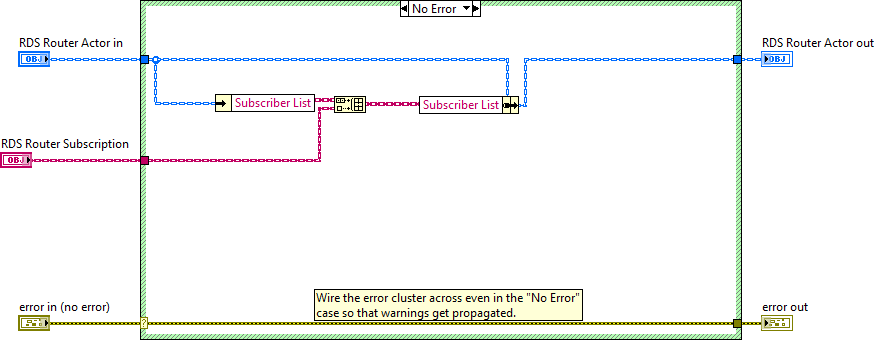 No Error
RDS Router Actor in
RDS Router Actor out
OBJ
OBJ
Subscriber List
Subscriber List
RDS Router Subscription
OBJ
Wire the error cluster across even in the "No Error"
case so that warnings get propagated.
error in (no error)
error out
?